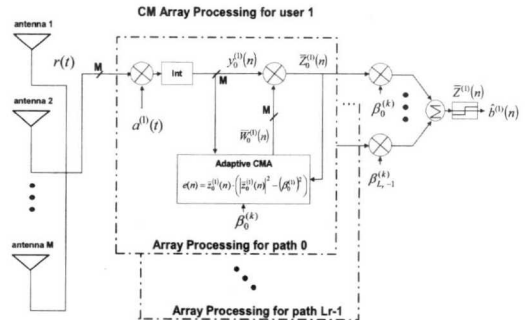 CM Array Processing for user 1
antenna 1
r(t)
M
Int
y₀⁽¹⁾(n)
M
Z̄₀⁽¹⁾(n)
a⁽¹⁾(t)
M
W̄₀⁽¹⁾(n)
β₀⁽ᵏ⁾
Z̄⁽¹⁾(n)
Σ
b̂⁽¹⁾(n)
antenna 2
Adaptive CMA
e(n) = z̄₀⁽¹⁾(n)·(|z̄₀⁽¹⁾(n)|² − (β₀⁽¹⁾)²)
β₀⁽ᵏ⁾
β_{Lr−1}⁽ᵏ⁾
Array Processing for path 0
antenna M
Array Processing for path Lr-1